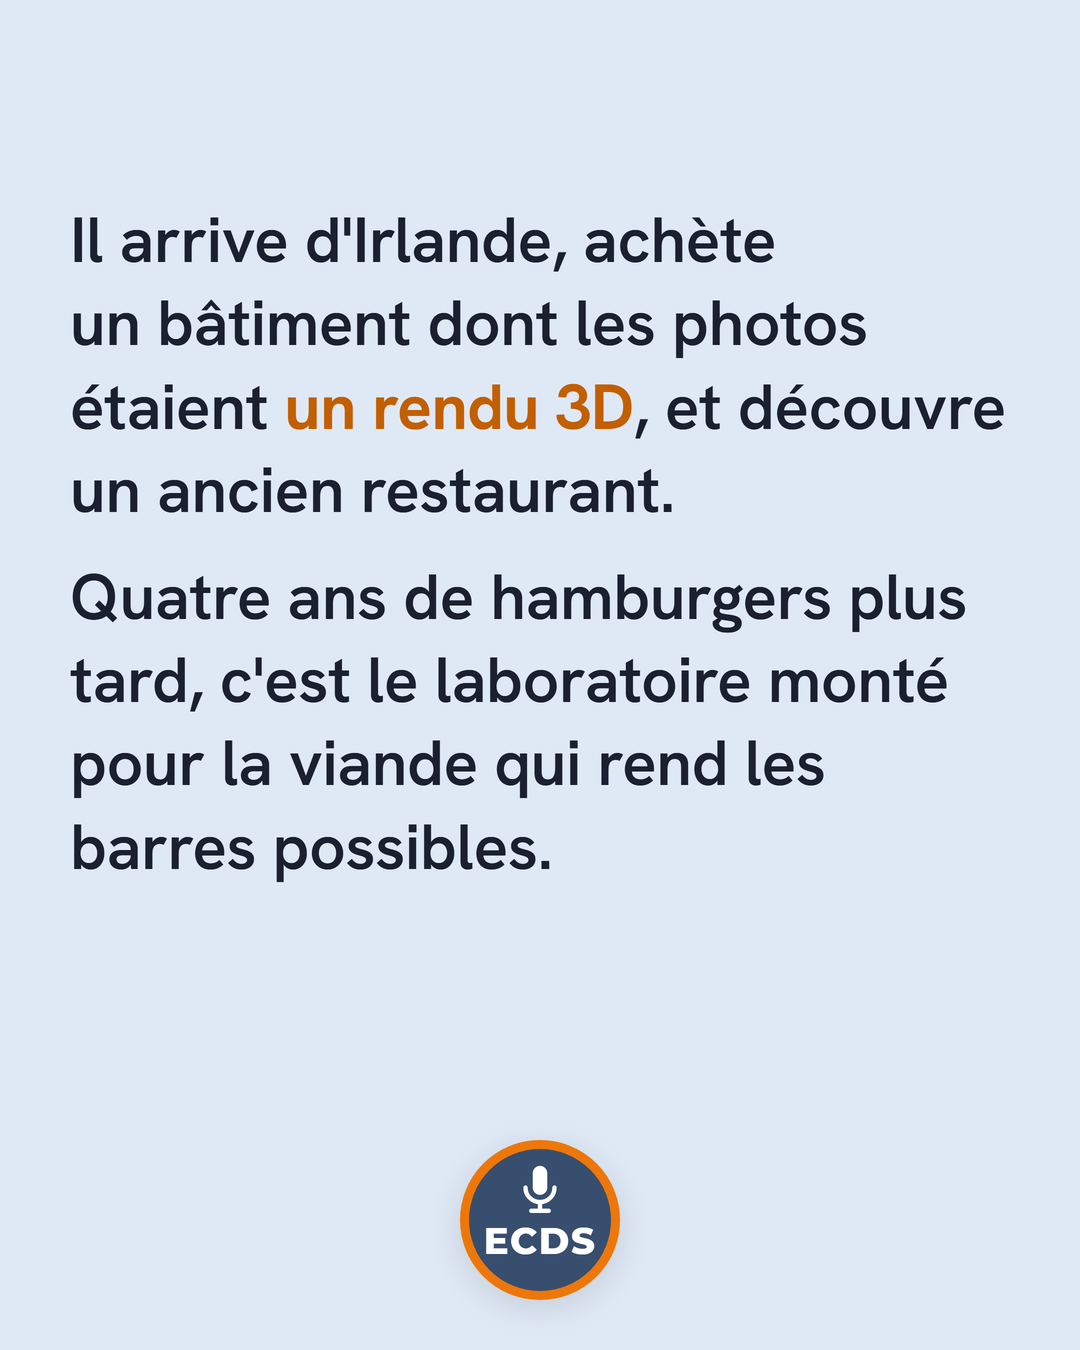 Il arrive d'Irlande, achète
un bâtiment dont les photos
étaient un rendu 3D, et découvre
un ancien restaurant.
Quatre ans de hamburgers plus
tard, c'est le laboratoire monté
pour la viande qui rend les
barres possibles.
ECDS